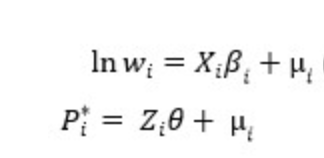 ln wᵢ = Xᵢβᵢ + μᵢ
Pᵢ* = Zᵢθ + μᵢ